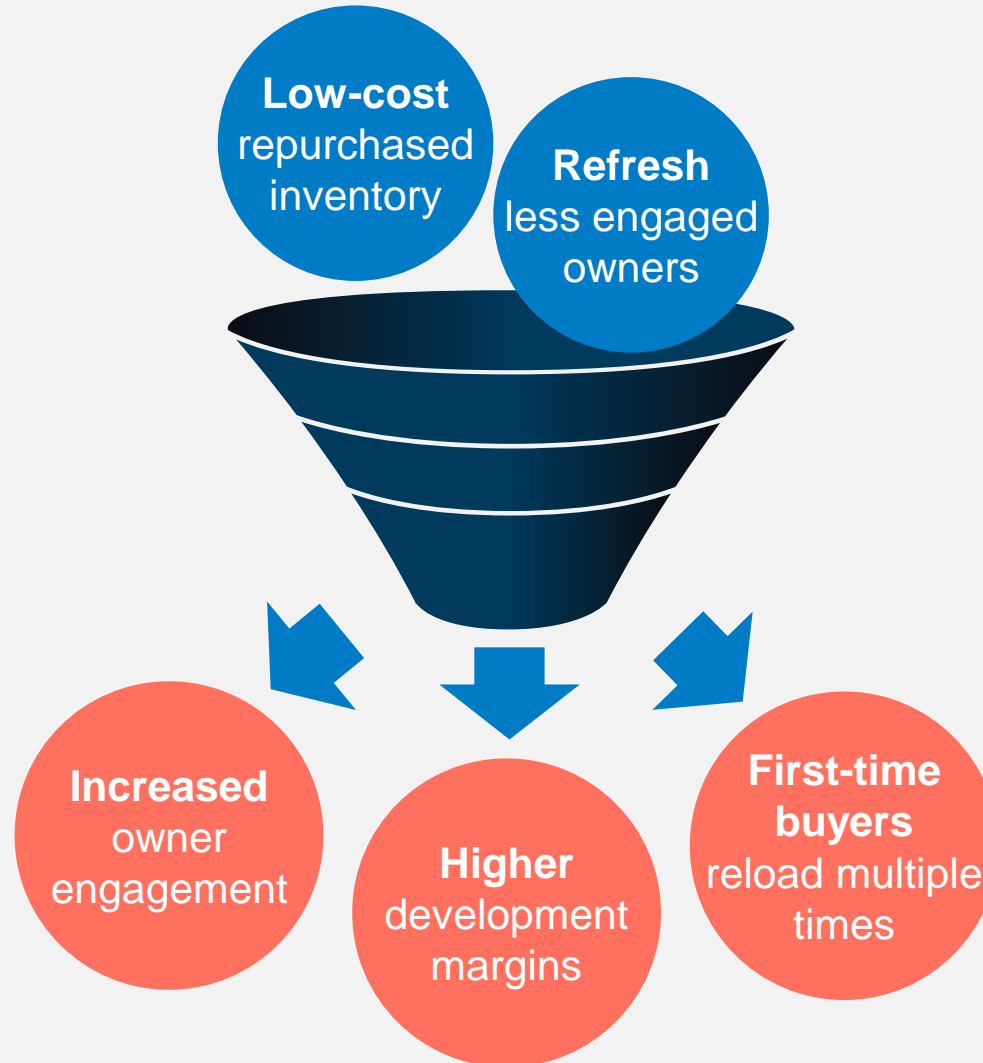 Low-cost
repurchased
inventory
Refresh
less engaged
owners
Increased
owner
engagement
Higher
development
margins
First-time
buyers
reload multiple
times